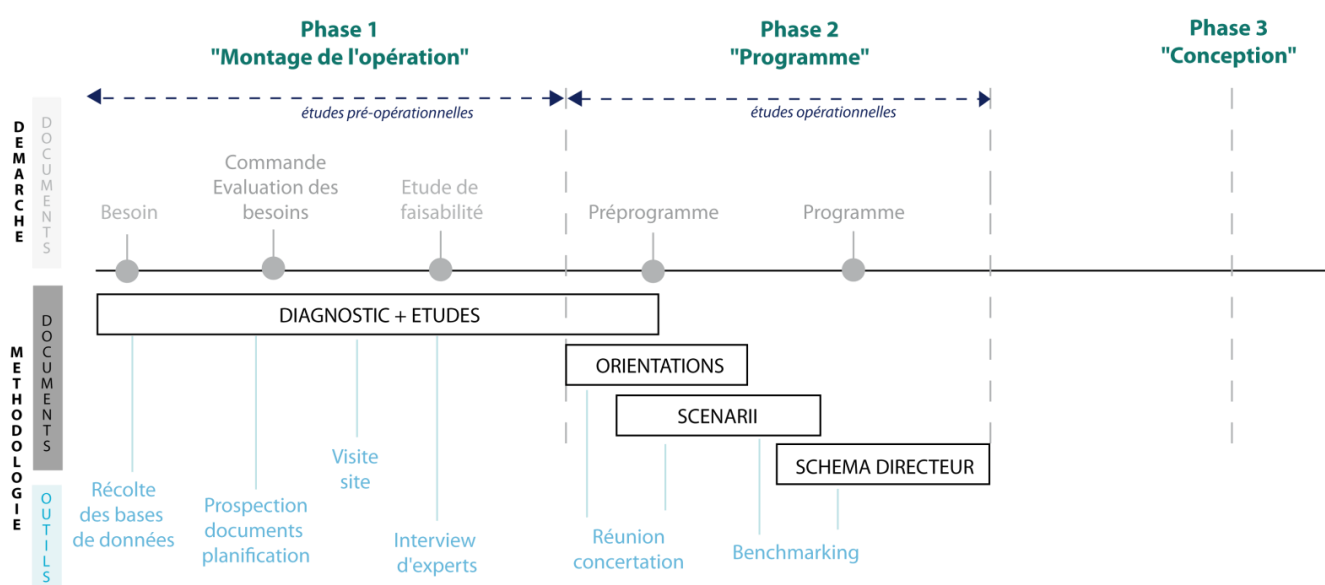 Phase 1
"Montage de l'opération"
Phase 2
"Programme"
Phase 3
"Conception"
études pré-opérationnelles
études opérationnelles
DEMARCHE
DOCUMENTS
Besoin
Commande
Evaluation des
besoins
Etude de
faisabilité
Préprogramme
Programme
METHODOLOGIE
DOCUMENTS
DIAGNOSTIC + ETUDES
ORIENTATIONS
SCENARII
SCHEMA DIRECTEUR
OUTILS
Récolte
des bases
de données
Prospection
documents
planification
Visite
site
Interview
d'experts
Réunion
concertation
Benchmarking